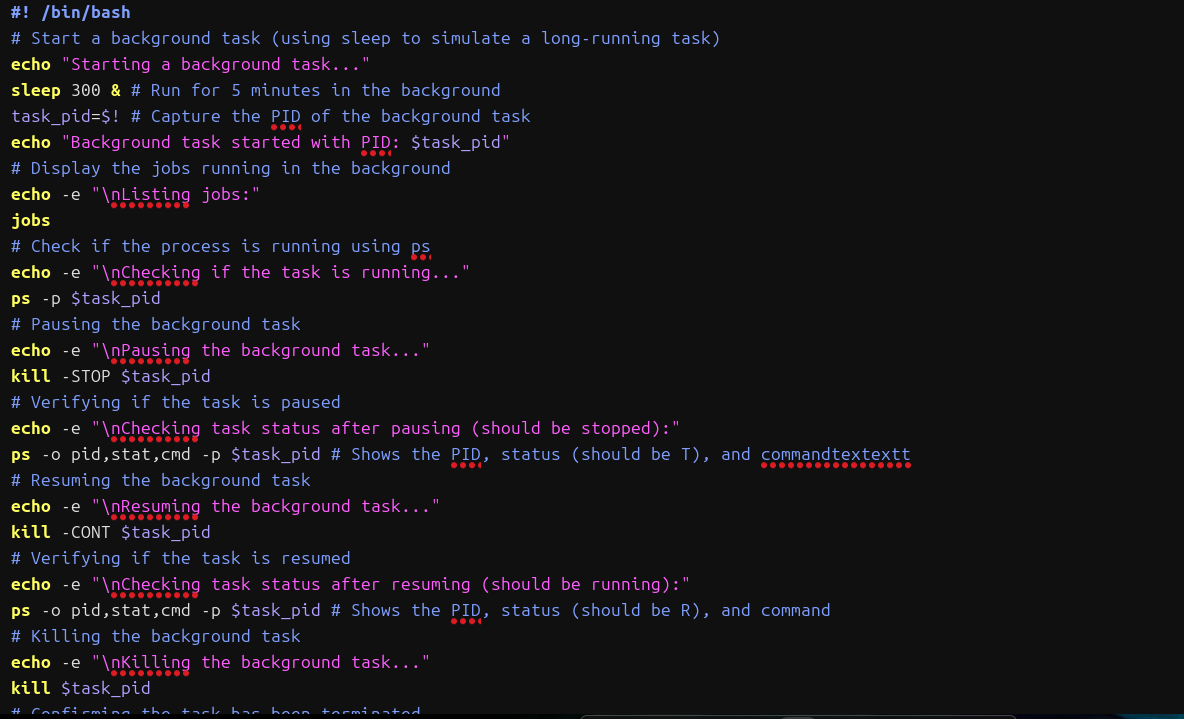 #! /bin/bash
# Start a background task (using sleep to simulate a long-running task)
echo "Starting a background task..."
sleep 300 & # Run for 5 minutes in the background
task_pid=$! # Capture the PID of the background task
echo "Background task started with PID: $task_pid"
# Display the jobs running in the background
echo -e "\nListing jobs:"
jobs
# Check if the process is running using ps
echo -e "\nChecking if the task is running..."
ps -p $task_pid
# Pausing the background task
echo -e "\nPausing the background task..."
kill -STOP $task_pid
# Verifying if the task is paused
echo -e "\nChecking task status after pausing (should be stopped):"
ps -o pid,stat,cmd -p $task_pid # Shows the PID, status (should be T), and commandtextextt
# Resuming the background task
echo -e "\nResuming the background task..."
kill -CONT $task_pid
# Verifying if the task is resumed
echo -e "\nChecking task status after resuming (should be running):"
ps -o pid,stat,cmd -p $task_pid # Shows the PID, status (should be R), and command
# Killing the background task
echo -e "\nKilling the background task..."
kill $task_pid
# Confirming the task has been terminated